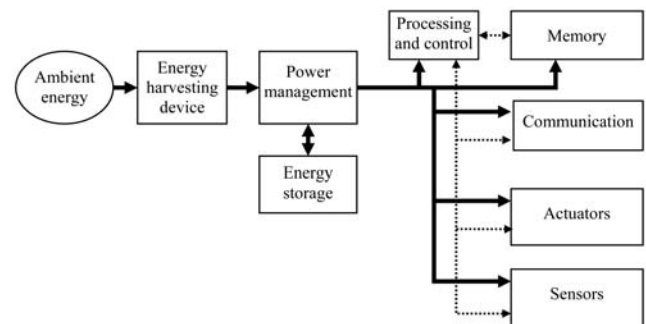 Processing
and control
Memory
Ambient
energy
Energy
harvesting
device
Power
management
Communication
Energy
storage
Actuators
Sensors